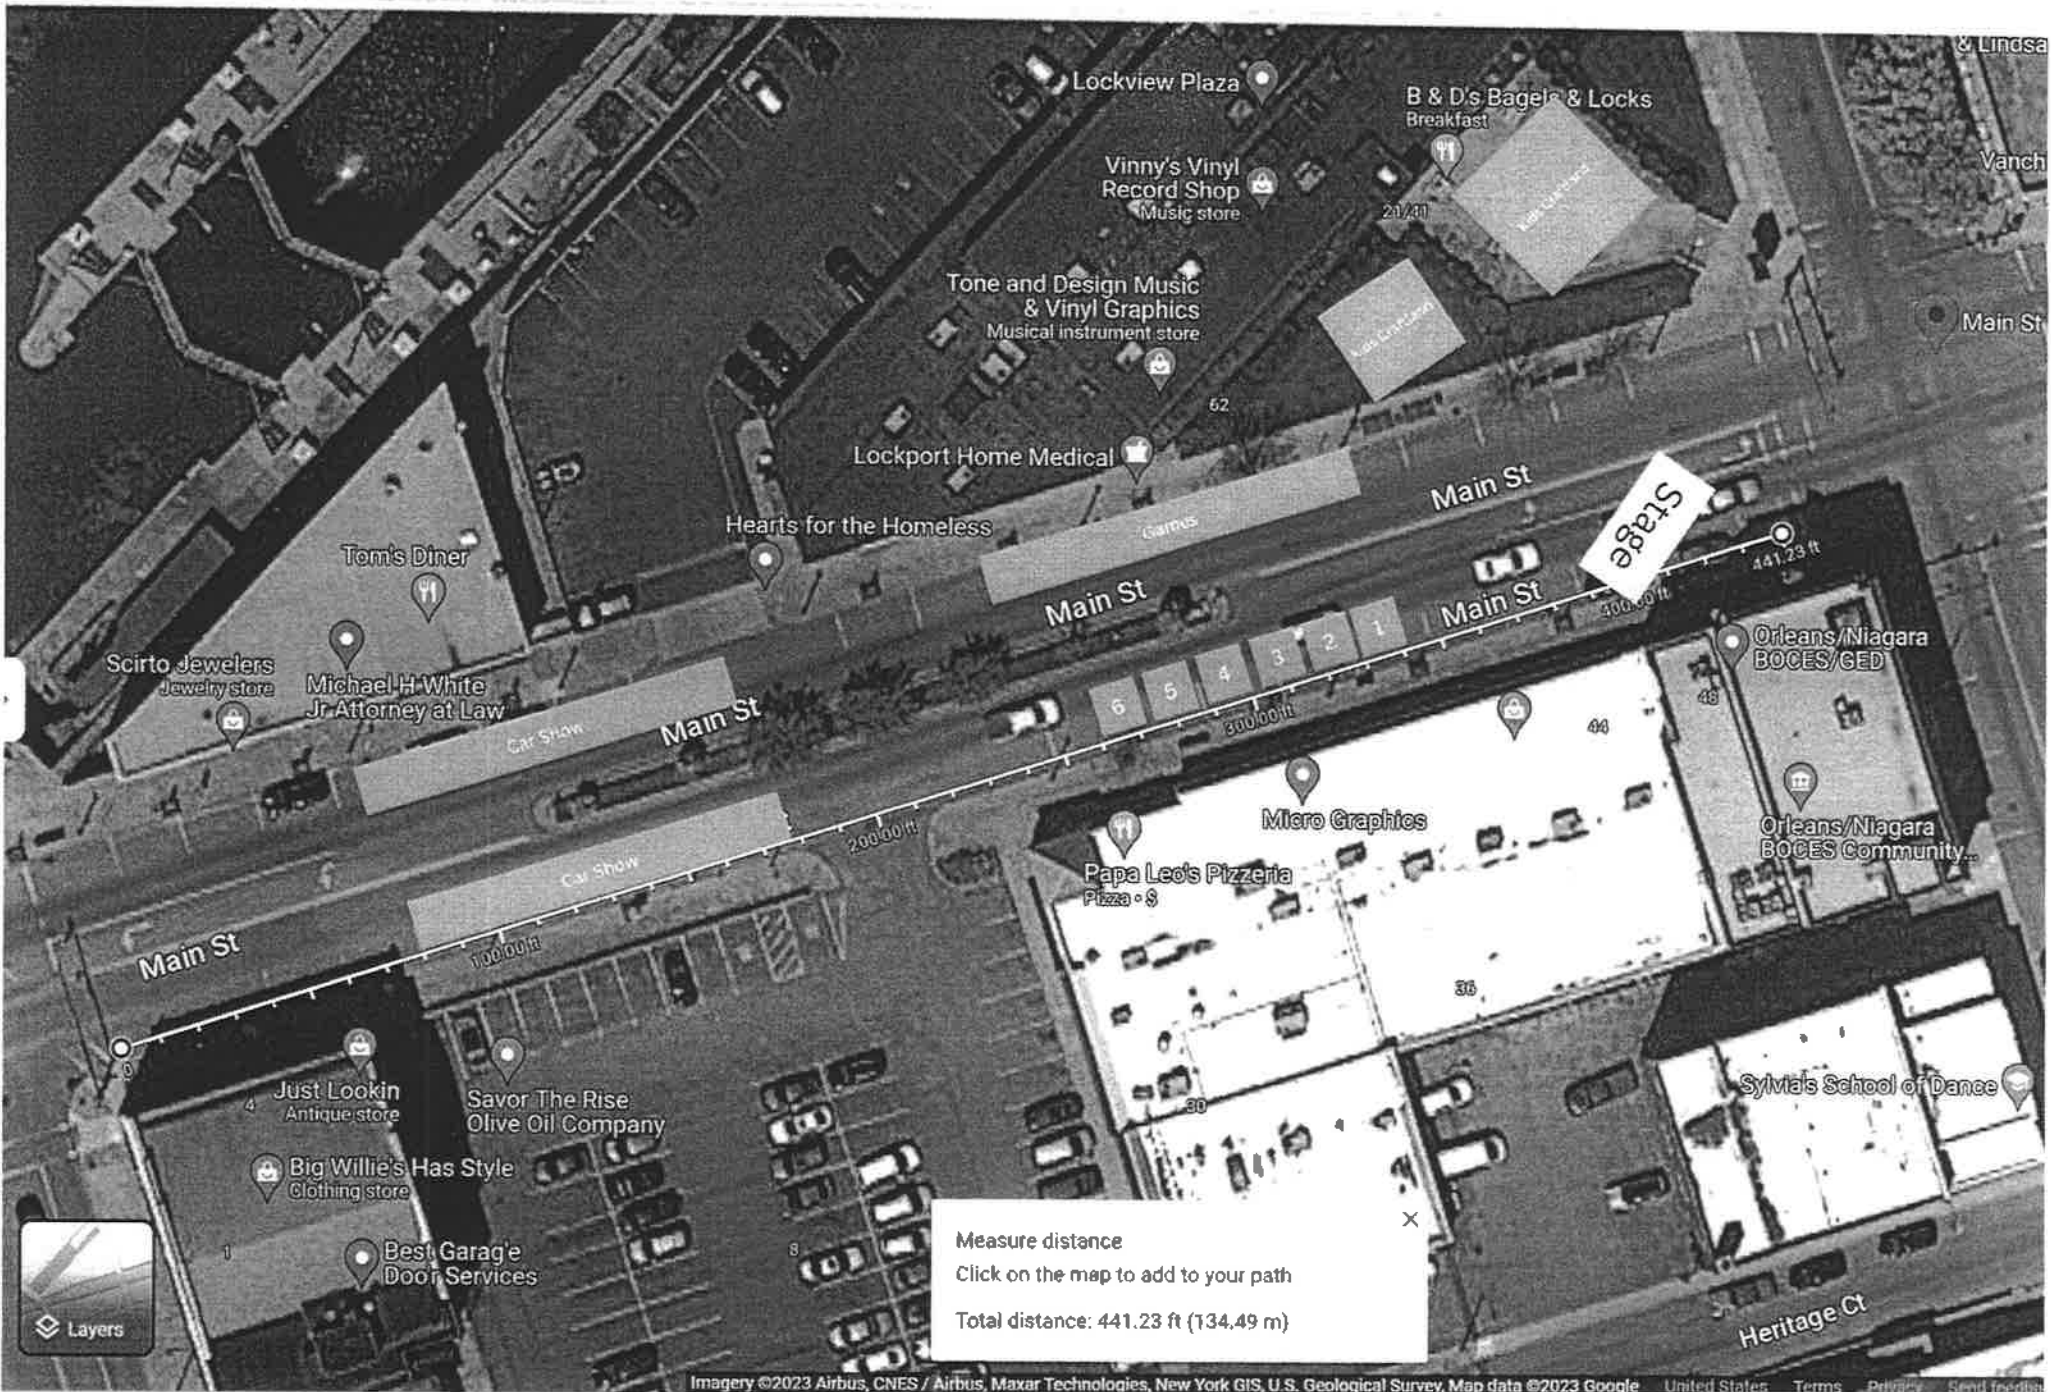 & Lindsa
Lockview Plaza
B & D's Bagels & Locks
Breakfast
Vanch
Vinny's Vinyl
Record Shop
Music store
21/41
Tone and Design Music
& Vinyl Graphics
Musical instrument store
Main St
62
Lockport Home Medical
Main St
Stage
Games
Hearts for the Homeless
441.23 ft
Tom's Diner
Main St
Main St
400.00 ft
1
2
3
4
5
6
Orleans/Niagara
BOCES/GED
Scirto Jewelers
Jewelry store
Michael H White
Jr Attorney at Law
Main St
Car Show
300.00 ft
48
44
Micro Graphics
200.00 ft
Orleans/Niagara
BOCES Community...
Car Show
Papa Leo's Pizzeria
Pizza • $
Main St
100.00 ft
36
0
Just Lookin
Antique store
4
Savor The Rise
Olive Oil Company
30
Sylvia's School of Dance
Big Willie's Has Style
Clothing store
1
8
Best Garag'e
Door Services
Measure distance
Click on the map to add to your path
Total distance: 441.23 ft (134.49 m)
Layers
Heritage Ct
Imagery ©2023 Airbus, CNES / Airbus, Maxar Technologies, New York GIS, U.S. Geological Survey, Map data ©2023 Google United States Terms